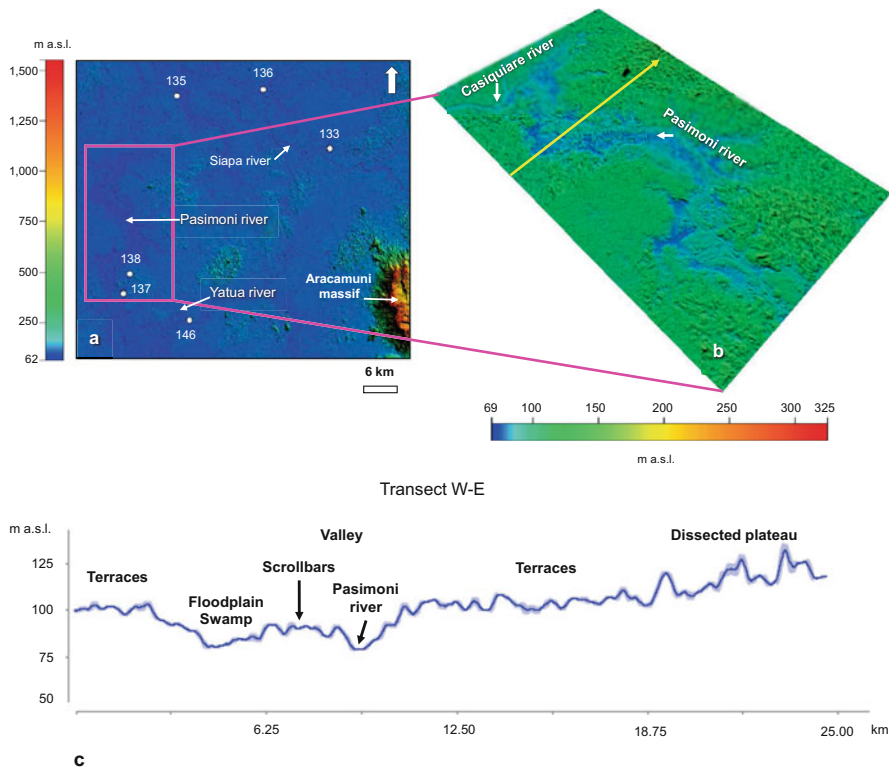 m a.s.l.
1,500
1,250
1,000
750
500
250
62
135
136
133
Siapa river
Pasimoni river
138
137
Yatua river
146
Aracamuni
massif
a
6 km
Casiquiare river
Pasimoni river
b
69
100
150
200
250
300
325
m a.s.l.
Transect W-E
m a.s.l.
125
100
75
50
Terraces
Floodplain
Swamp
Valley
Scrollbars
Pasimoni
river
Terraces
Dissected plateau
6.25
12.50
18.75
25.00
km
c